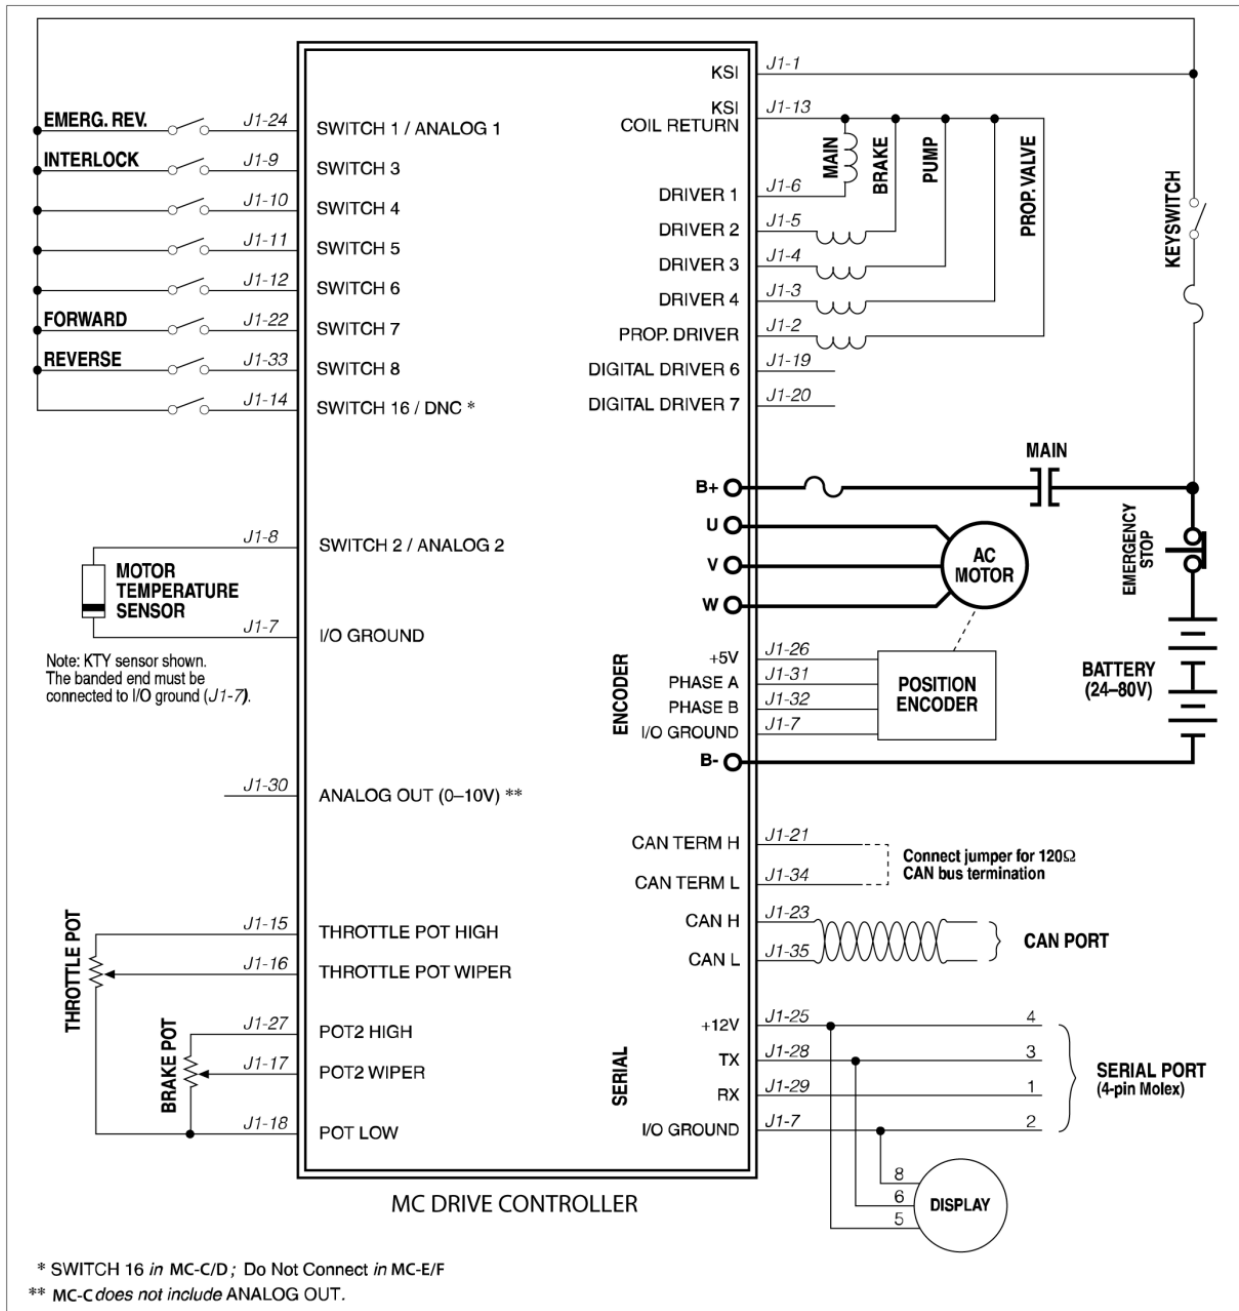 KSI
J1-1
KSI
COIL RETURN
J1-13
EMERG. REV.
J1-24
SWITCH 1 / ANALOG 1
INTERLOCK
J1-9
SWITCH 3
J1-10
SWITCH 4
J1-11
SWITCH 5
J1-12
SWITCH 6
FORWARD
J1-22
SWITCH 7
REVERSE
J1-33
SWITCH 8
J1-14
SWITCH 16 / DNC *
MAIN
BRAKE
PUMP
PROP. VALVE
KEYSWITCH
DRIVER 1
J1-6
DRIVER 2
J1-5
DRIVER 3
J1-4
DRIVER 4
J1-3
PROP. DRIVER
J1-2
DIGITAL DRIVER 6
J1-19
DIGITAL DRIVER 7
J1-20
MAIN
B+
U
V
W
AC
MOTOR
EMERGENCY
STOP
BATTERY
(24–80V)
J1-8
SWITCH 2 / ANALOG 2
MOTOR
TEMPERATURE
SENSOR
J1-7
I/O GROUND
Note: KTY sensor shown.
The banded end must be
connected to I/O ground (J1-7).
ENCODER
+5V
J1-26
PHASE A
J1-31
PHASE B
J1-32
I/O GROUND
J1-7
POSITION
ENCODER
B-
J1-30
ANALOG OUT (0–10V) **
CAN TERM H
J1-21
CAN TERM L
J1-34
Connect jumper for 120Ω
CAN bus termination
CAN H
J1-23
CAN L
J1-35
CAN PORT
THROTTLE POT
J1-15
THROTTLE POT HIGH
J1-16
THROTTLE POT WIPER
BRAKE POT
J1-27
POT2 HIGH
J1-17
POT2 WIPER
J1-18
POT LOW
SERIAL
+12V
J1-25
4
TX
J1-28
3
RX
J1-29
1
I/O GROUND
J1-7
2
SERIAL PORT
(4-pin Molex)
8
6
5
DISPLAY
MC DRIVE CONTROLLER
* SWITCH 16 in MC-C/D ; Do Not Connect in MC-E/F
** MC-C does not include ANALOG OUT.